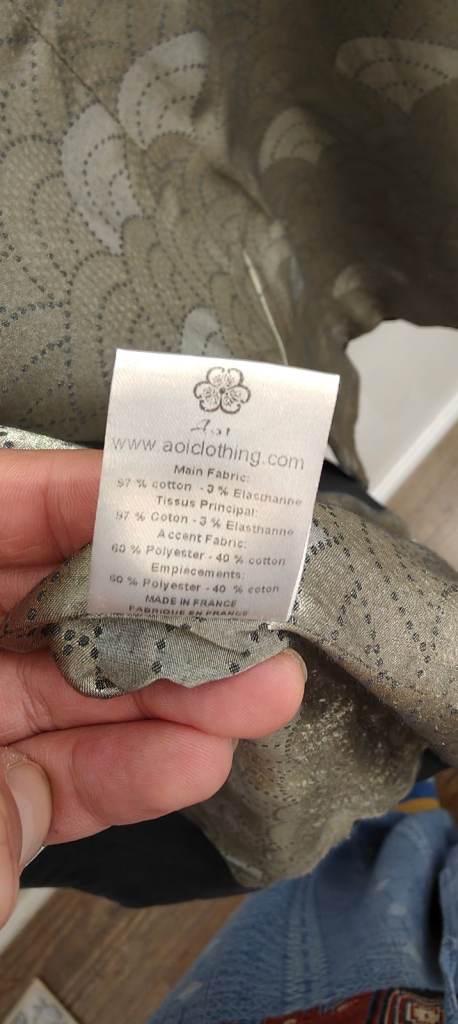 Aoi
www.aoiclothing.com
Main Fabric:
97 % cotton - 3 % Elasthanne
Tissus Principal:
97 % Coton - 3 % Elasthanne
Accent Fabric:
60 % Polyester - 40 % cotton
Empiecements:
60 % Polyester - 40 % coton
MADE IN FRANCE
FABRIQUE EN FRANCE